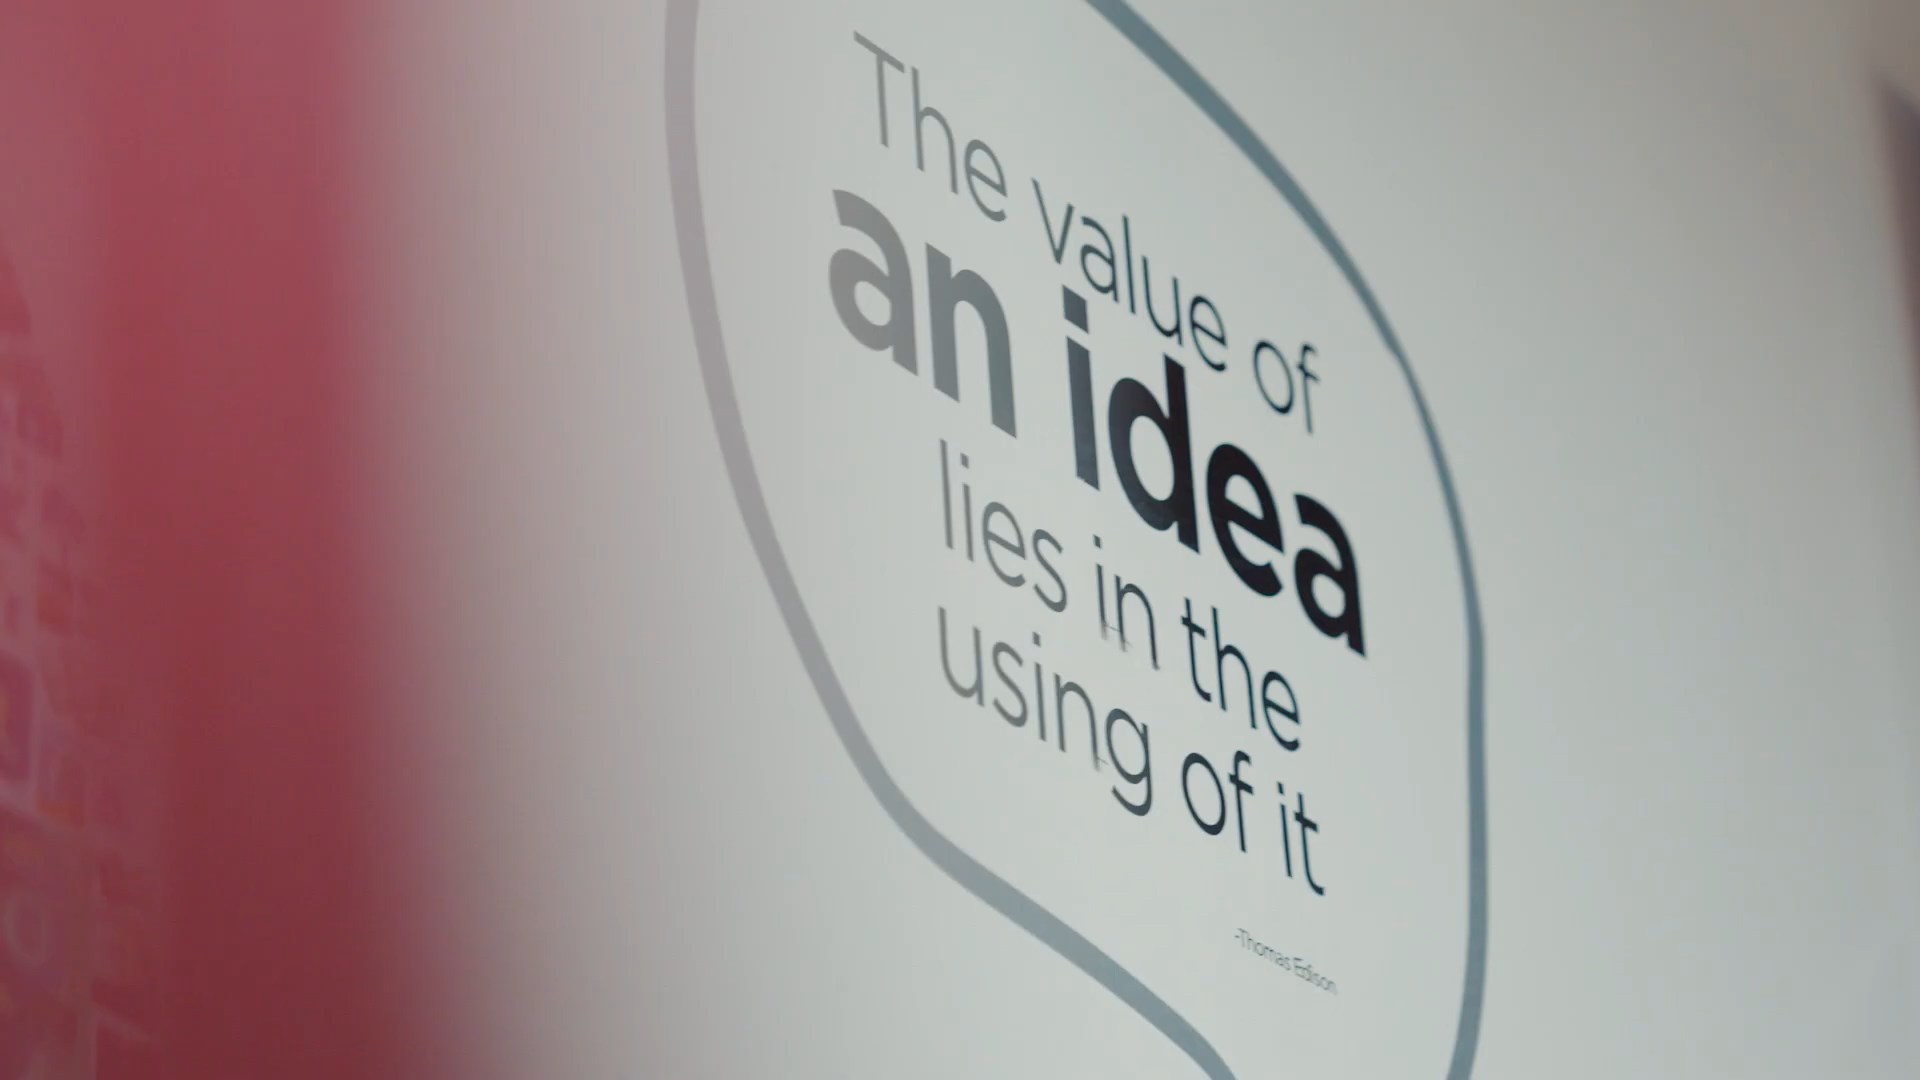 The value of
an idea
lies in the
using of it
-Thomas Edison